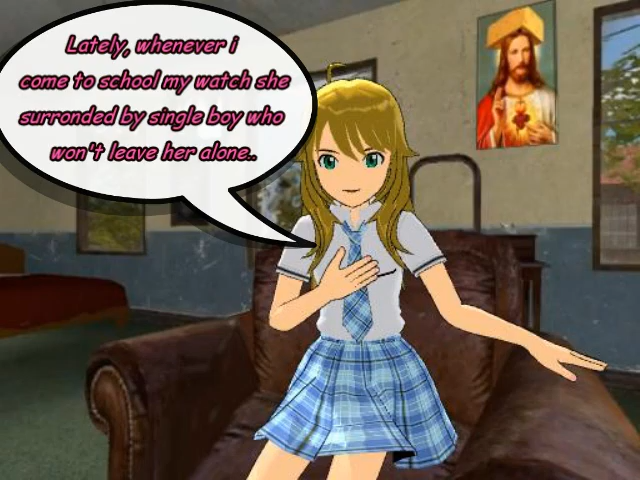 Lately, whenever i
come to school my watch she
surronded by single boy who
won't leave her alone..